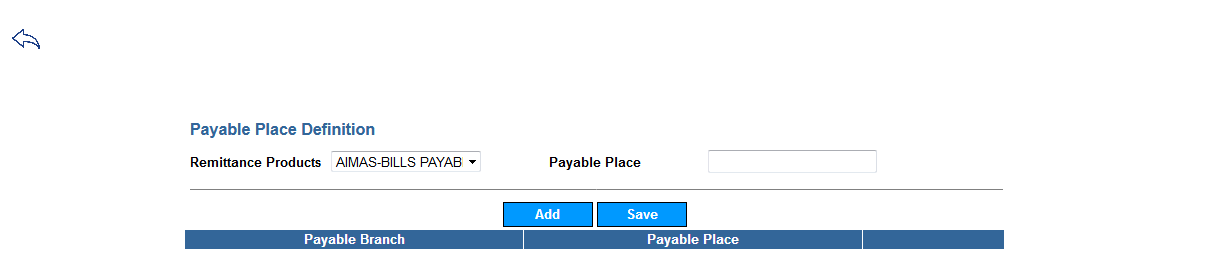 Payable Place Definition
Remittance Products AIMAS-BILLS PAYAB Payable Place
Add Save
Payable Branch Payable Place